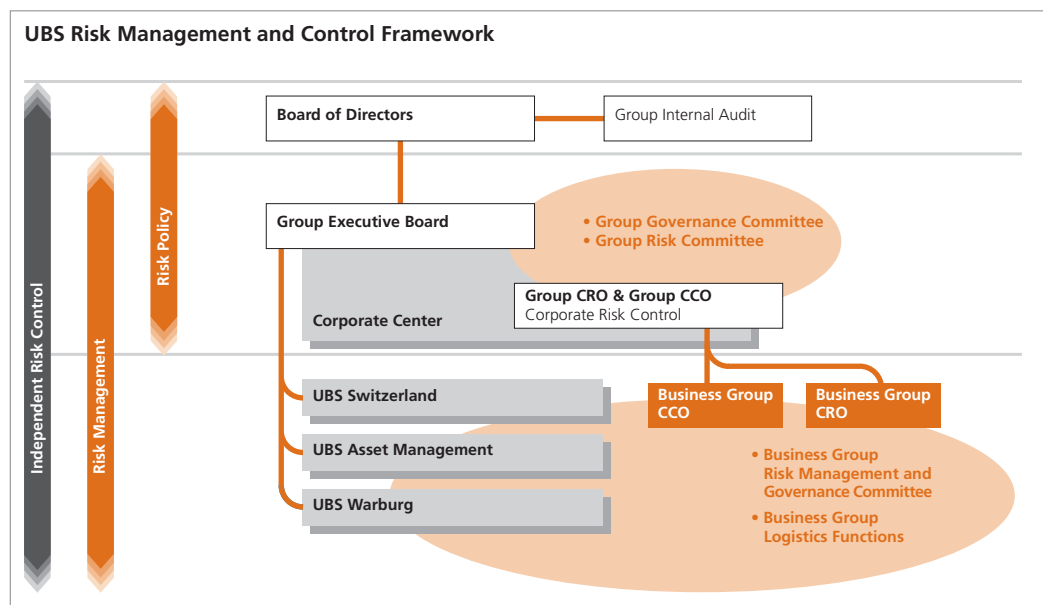 UBS Risk Management and Control Framework
Independent Risk Control
Risk Management
Risk Policy
Board of Directors
Group Internal Audit
Group Executive Board
• Group Governance Committee
• Group Risk Committee
Group CRO & Group CCO
Corporate Risk Control
Corporate Center
UBS Switzerland
Business Group
CCO
Business Group
CRO
UBS Asset Management
UBS Warburg
• Business Group
Risk Management and
Governance Committee
• Business Group
Logistics Functions